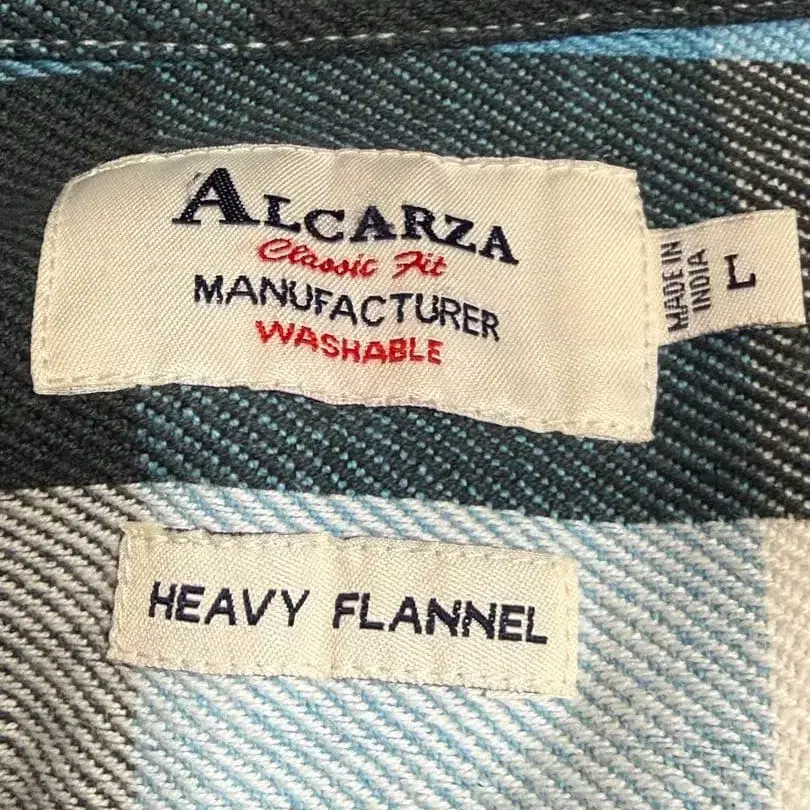 ALCARZA
Classic Fit
MANUFACTURER
WASHABLE
MADE IN
INDIA
L
HEAVY FLANNEL